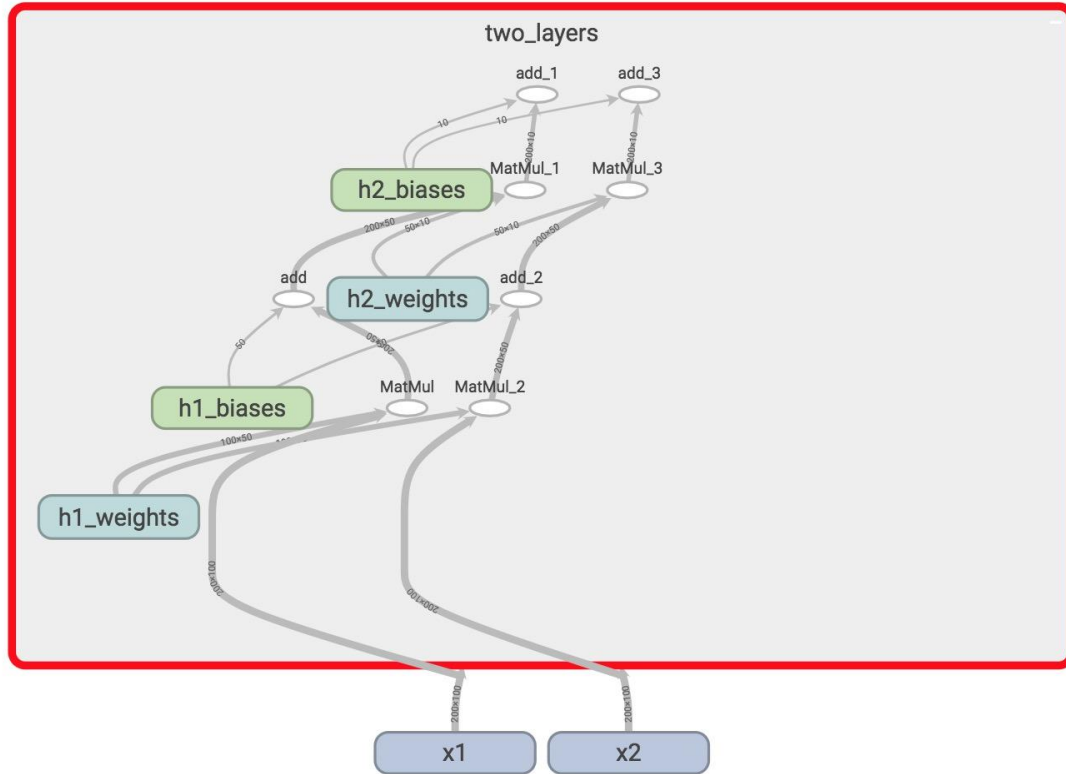 two_layers
add_1
add_3
10
10
200×10
200×10
MatMul_1
MatMul_3
h2_biases
200×50
50×10
50×10
200×50
add
h2_weights
add_2
50
200×50
200×50
MatMul
MatMul_2
h1_biases
100×50
h1_weights
200×100
200×100
200×100
200×100
x1
x2